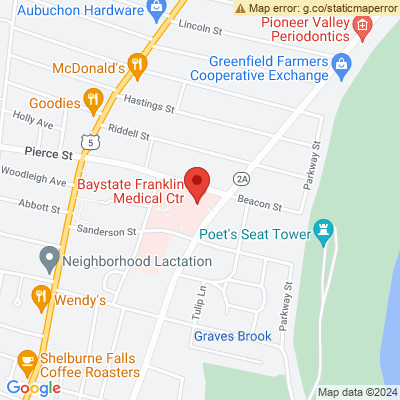 Map error: g.co/staticmaperror
Aubuchon Hardware
Lincoln St
Pioneer Valley
Periodontics
McDonald's
Greenfield Farmers
Cooperative Exchange
Goodies
Hastings St
Holly Ave
Riddell St
5
Pierce St
Parkway St
Woodleigh Ave
Baystate Franklin
Medical Ctr
2A
Beacon St
Abbott St
Sanderson St
Poet's Seat Tower
Neighborhood Lactation
Wendy's
Tulip Ln
Parkway St
Graves Brook
Shelburne Falls
Coffee Roasters
Google
Map data ©2024